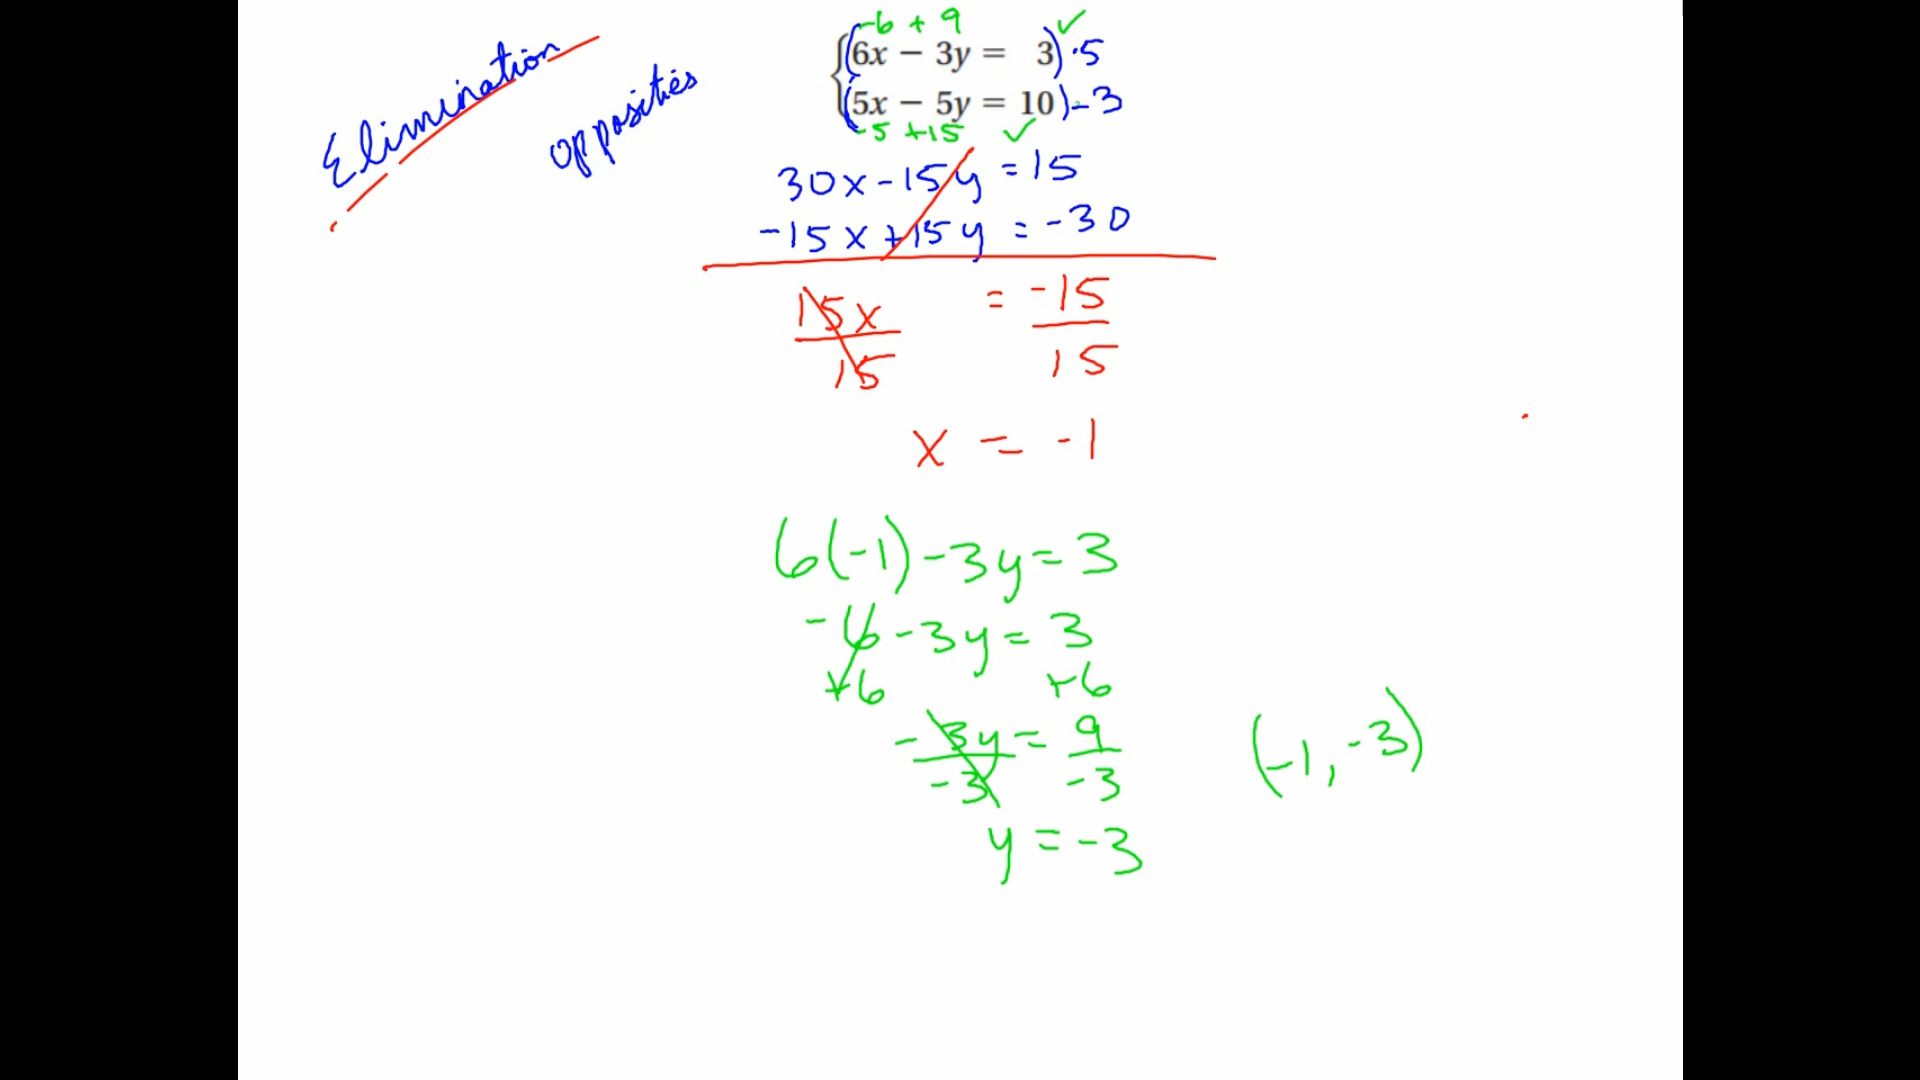 Elimination
opposities
-6 + 9 ✓
(6x − 3y = 3) · 5
(5x − 5y = 10) - 3
-5 +15 ✓
30x - 15y = 15
-15x + 15y = -30
15x = -15
15 15
x = -1
6(-1) - 3y = 3
-6 - 3y = 3
+6 +6
-3y = 9
-3 -3
(-1, -3)
y = -3